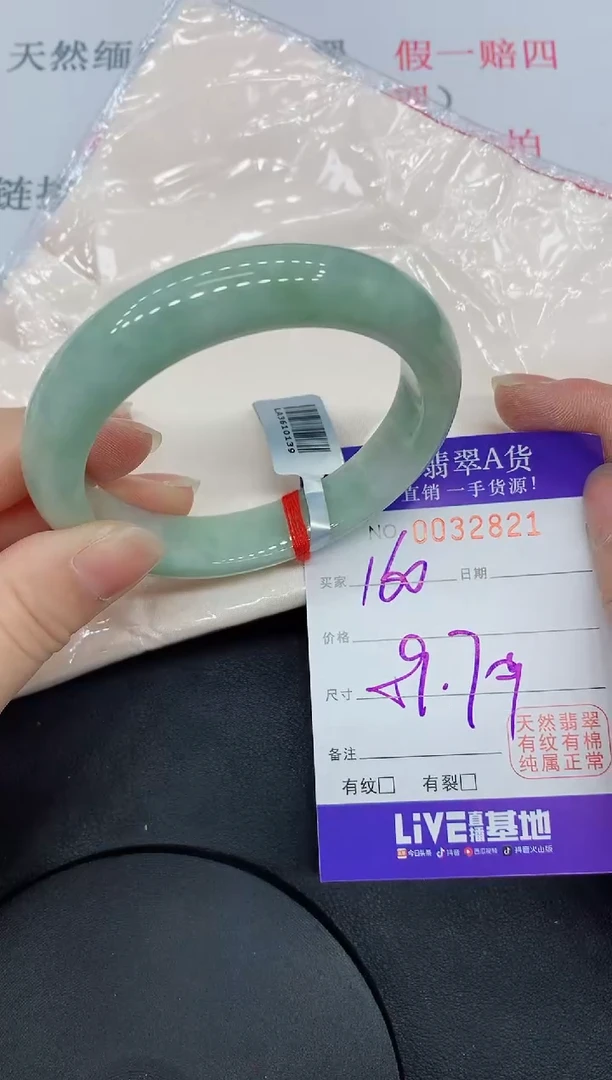 天然缅
假一赔四
拍
LA3610139
翡翠A货
直销一手货源!
NO 0032821
买家 160 日期
价格
尺寸 59.7
备注
天然翡翠
有纹有棉
纯属正常
有纹□ 有裂□
LiVE直播基地
今日头条 抖音 西瓜视频 抖音火山版